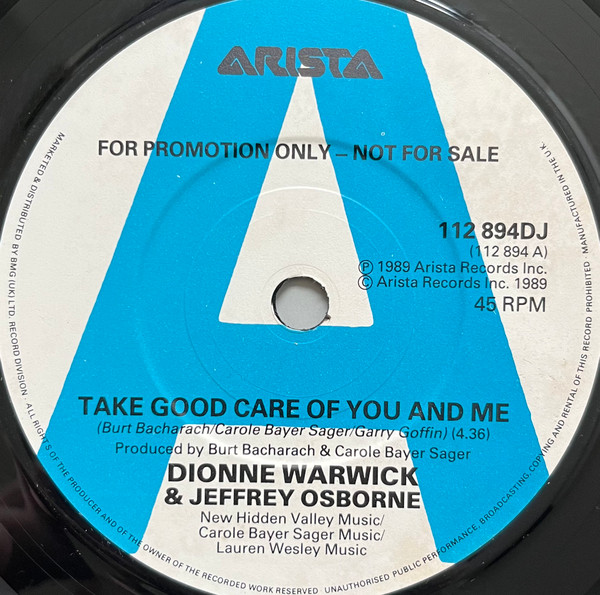 ARISTA
FOR PROMOTION ONLY – NOT FOR SALE
112 894DJ
(112 894 A)
Ⓟ 1989 Arista Records Inc.
© Arista Records Inc. 1989
45 RPM
TAKE GOOD CARE OF YOU AND ME
(Burt Bacharach/Carole Bayer Sager/Garry Goffin) (4.36)
Produced by Burt Bacharach & Carole Bayer Sager
DIONNE WARWICK
& JEFFREY OSBORNE
New Hidden Valley Music/
Carole Bayer Sager Music/
Lauren Wesley Music
MARKETED & DISTRIBUTED BY BMG (UK) LTD. RECORD DIVISION · ALL RIGHTS OF THE PRODUCER AND OF THE OWNER OF THE RECORDED WORK RESERVED · UNAUTHORISED PUBLIC PERFORMANCE, BROADCASTING, COPYING AND RENTAL OF THIS RECORD PROHIBITED · MANUFACTURED IN THE UK